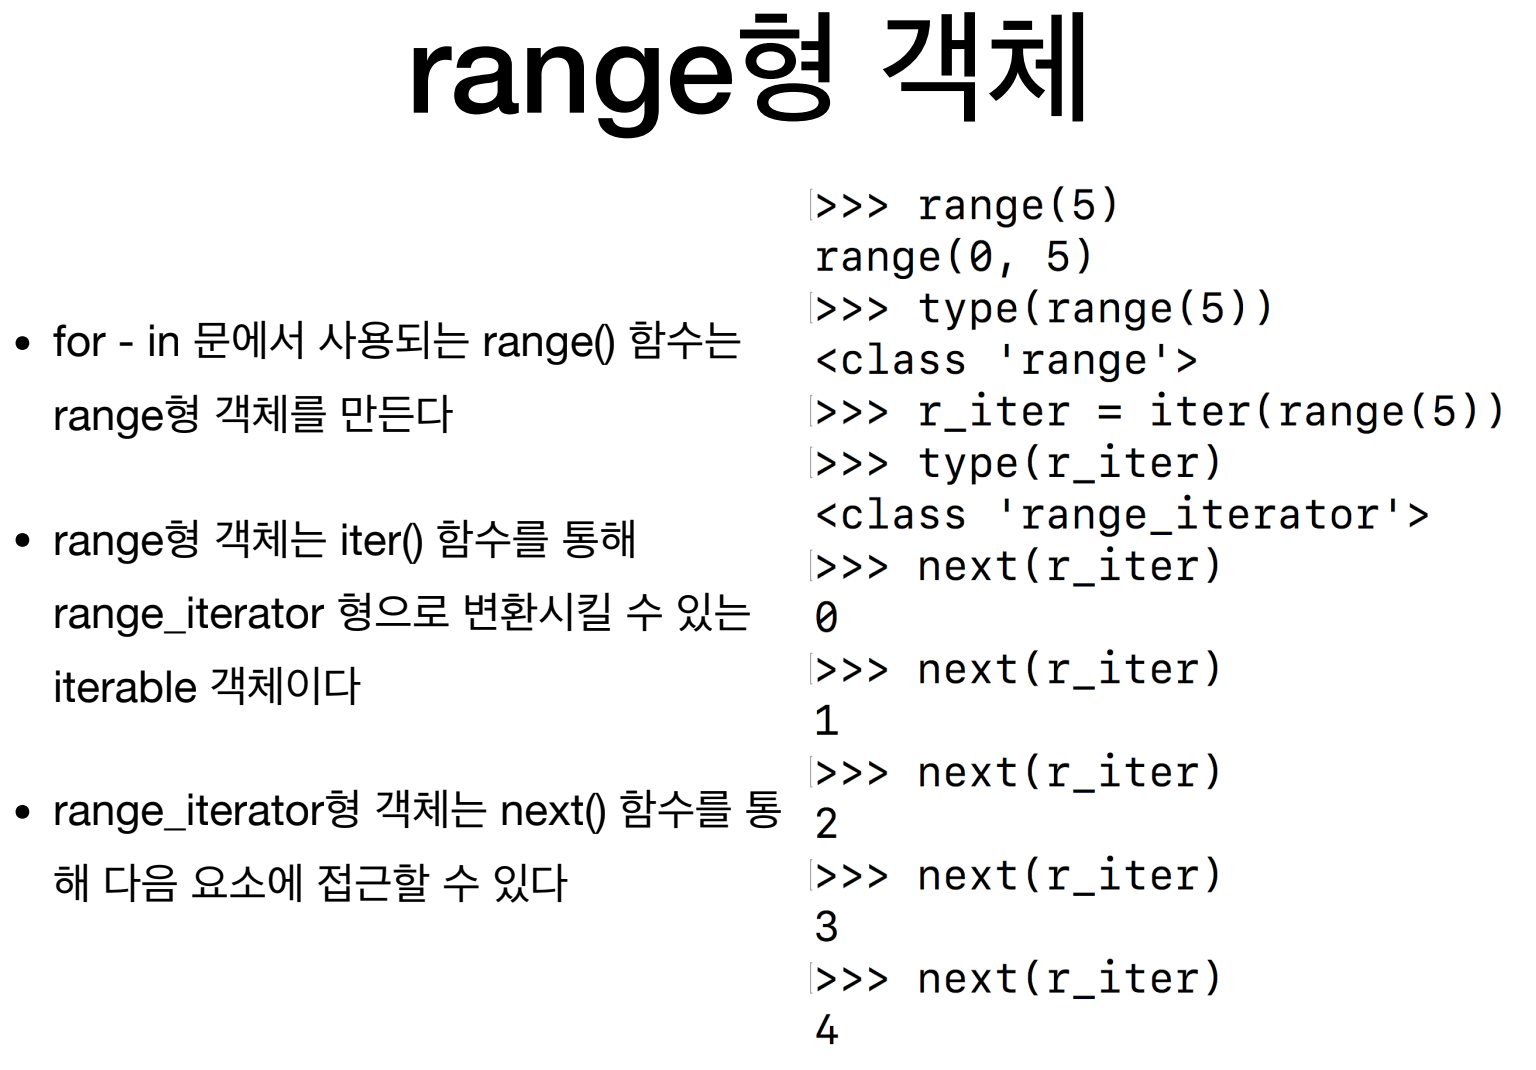 range형 객체
• for - in 문에서 사용되는 range() 함수는
range형 객체를 만든다
• range형 객체는 iter() 함수를 통해
range_iterator 형으로 변환시킬 수 있는
iterable 객체이다
• range_iterator형 객체는 next() 함수를 통
해 다음 요소에 접근할 수 있다
>>> range(5)
range(0, 5)
>>> type(range(5))
<class 'range'>
>>> r_iter = iter(range(5))
>>> type(r_iter)
<class 'range_iterator'>
>>> next(r_iter)
0
>>> next(r_iter)
1
>>> next(r_iter)
2
>>> next(r_iter)
3
>>> next(r_iter)
4